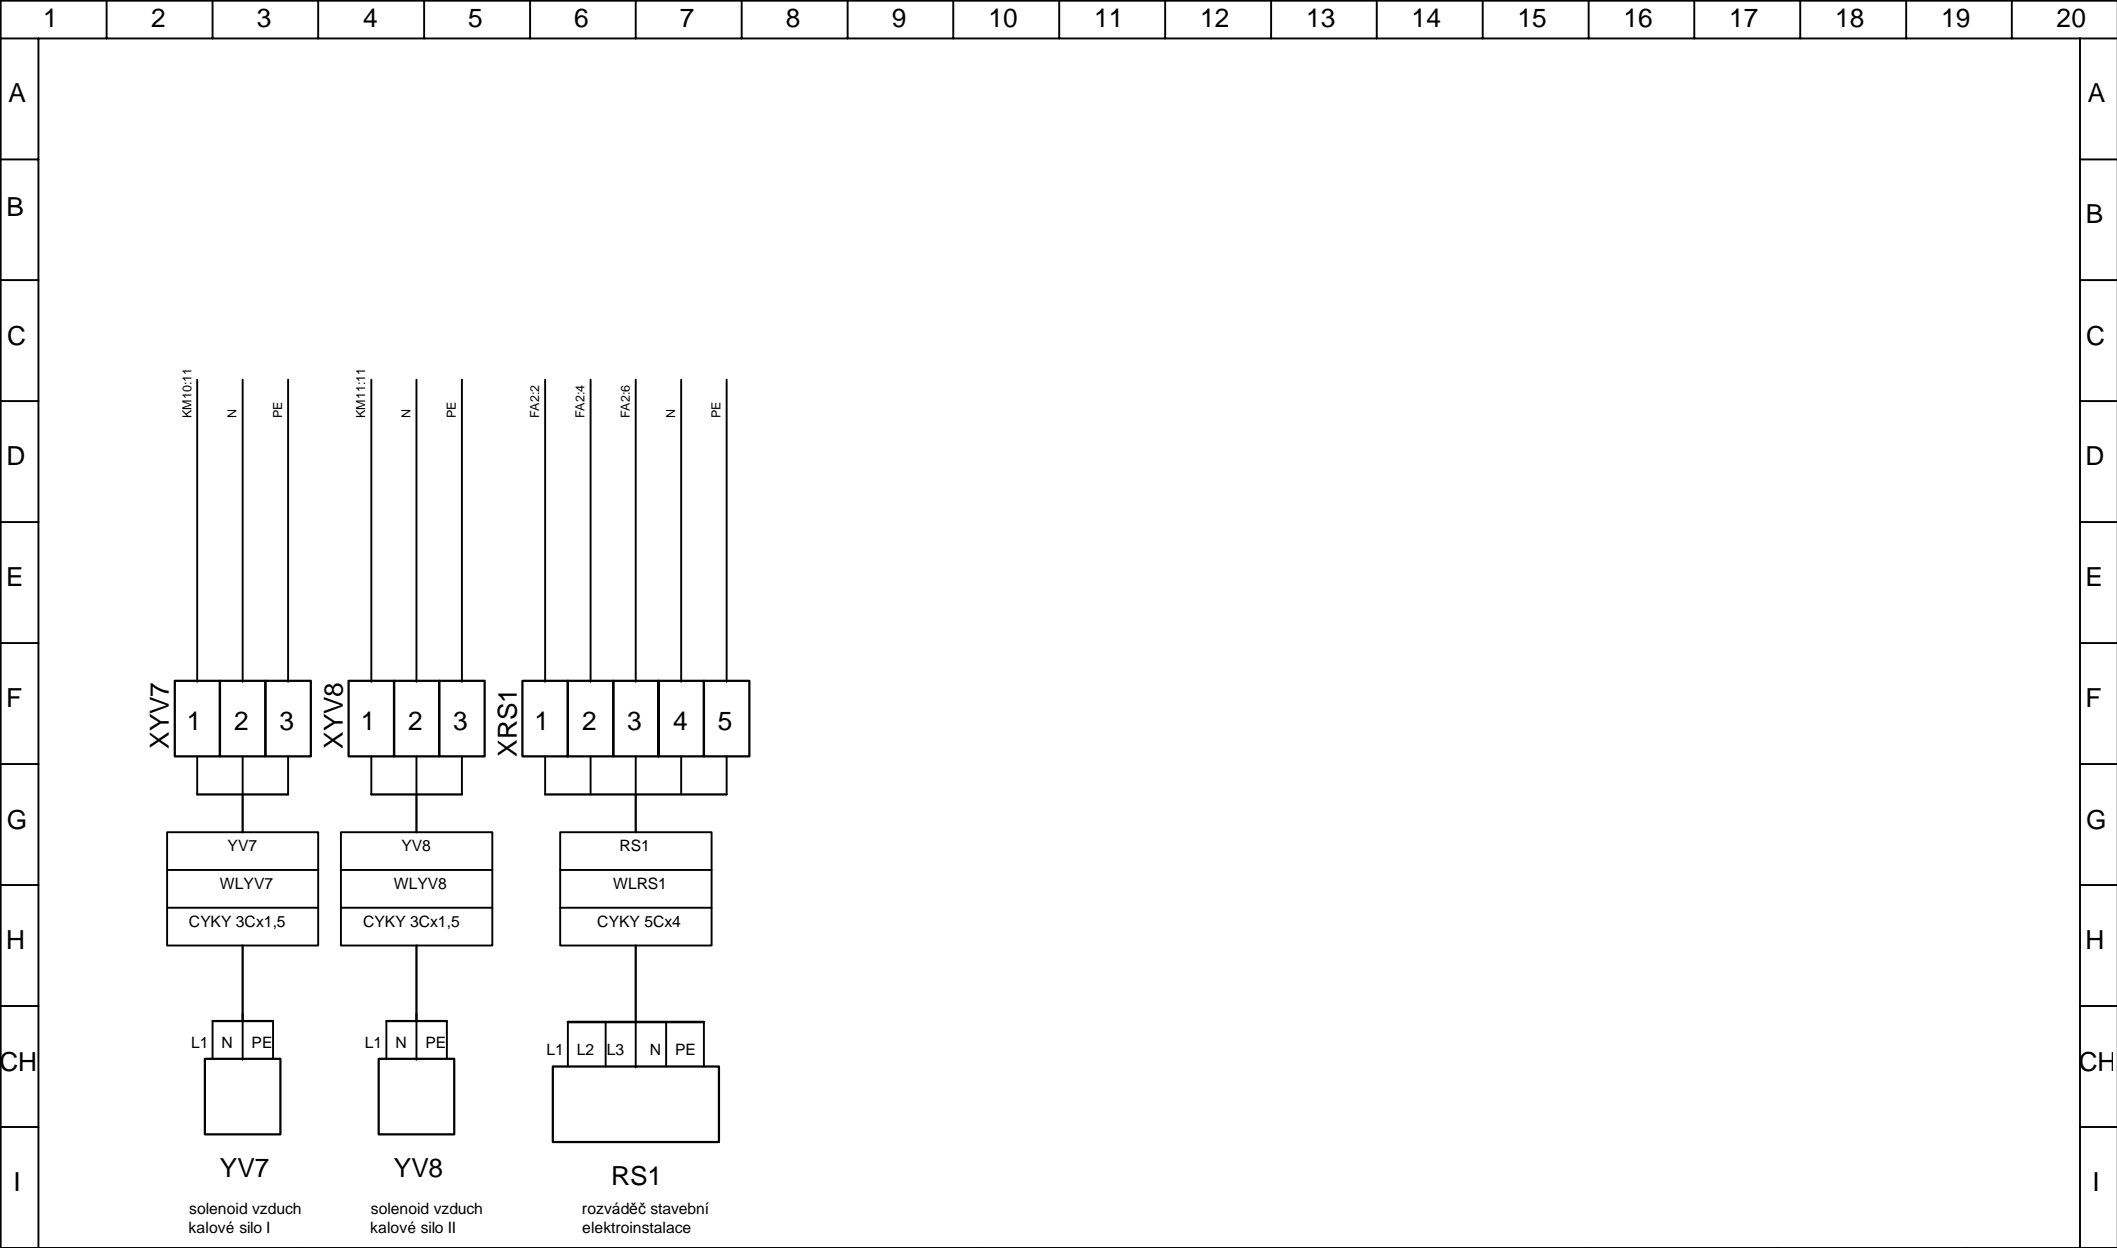 1 2 3 4 5 6 7 8 9 10 11 12 13 14 15 16 17 18 19 20
A A
B B
C C
KM10:11 N PE KM11:11 N PE FA2:2 FA2:4 FA2:6 N PE
D D
E E
F F
XYV7 1 2 3 XYV8 1 2 3 XRS1 1 2 3 4 5
G G
YV7 YV8 RS1
WLYV7 WLYV8 WLRS1
CYKY 3Cx1,5 CYKY 3Cx1,5 CYKY 5Cx4
H H
L1 N PE L1 N PE L1 L2 L3 N PE
CH CH
YV7 YV8 RS1
I I
solenoid vzduch
kalové silo I
solenoid vzduch
kalové silo II
rozváděč stavební
elektroinstalace